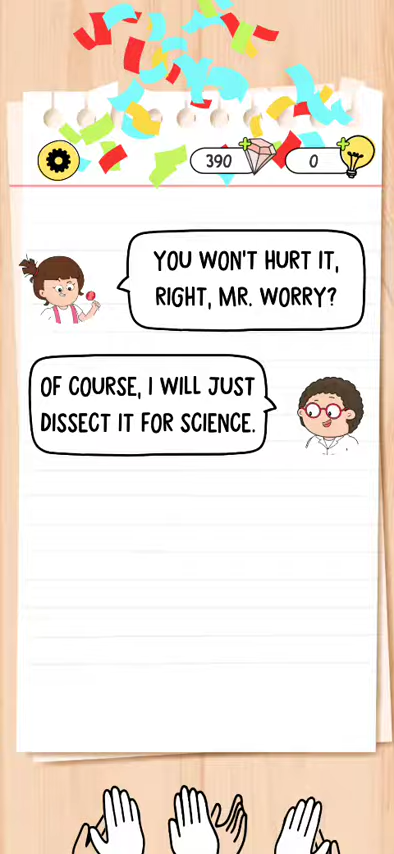 390
0
YOU WON'T HURT IT,
RIGHT, MR. WORRY?
OF COURSE, I WILL JUST
DISSECT IT FOR SCIENCE.